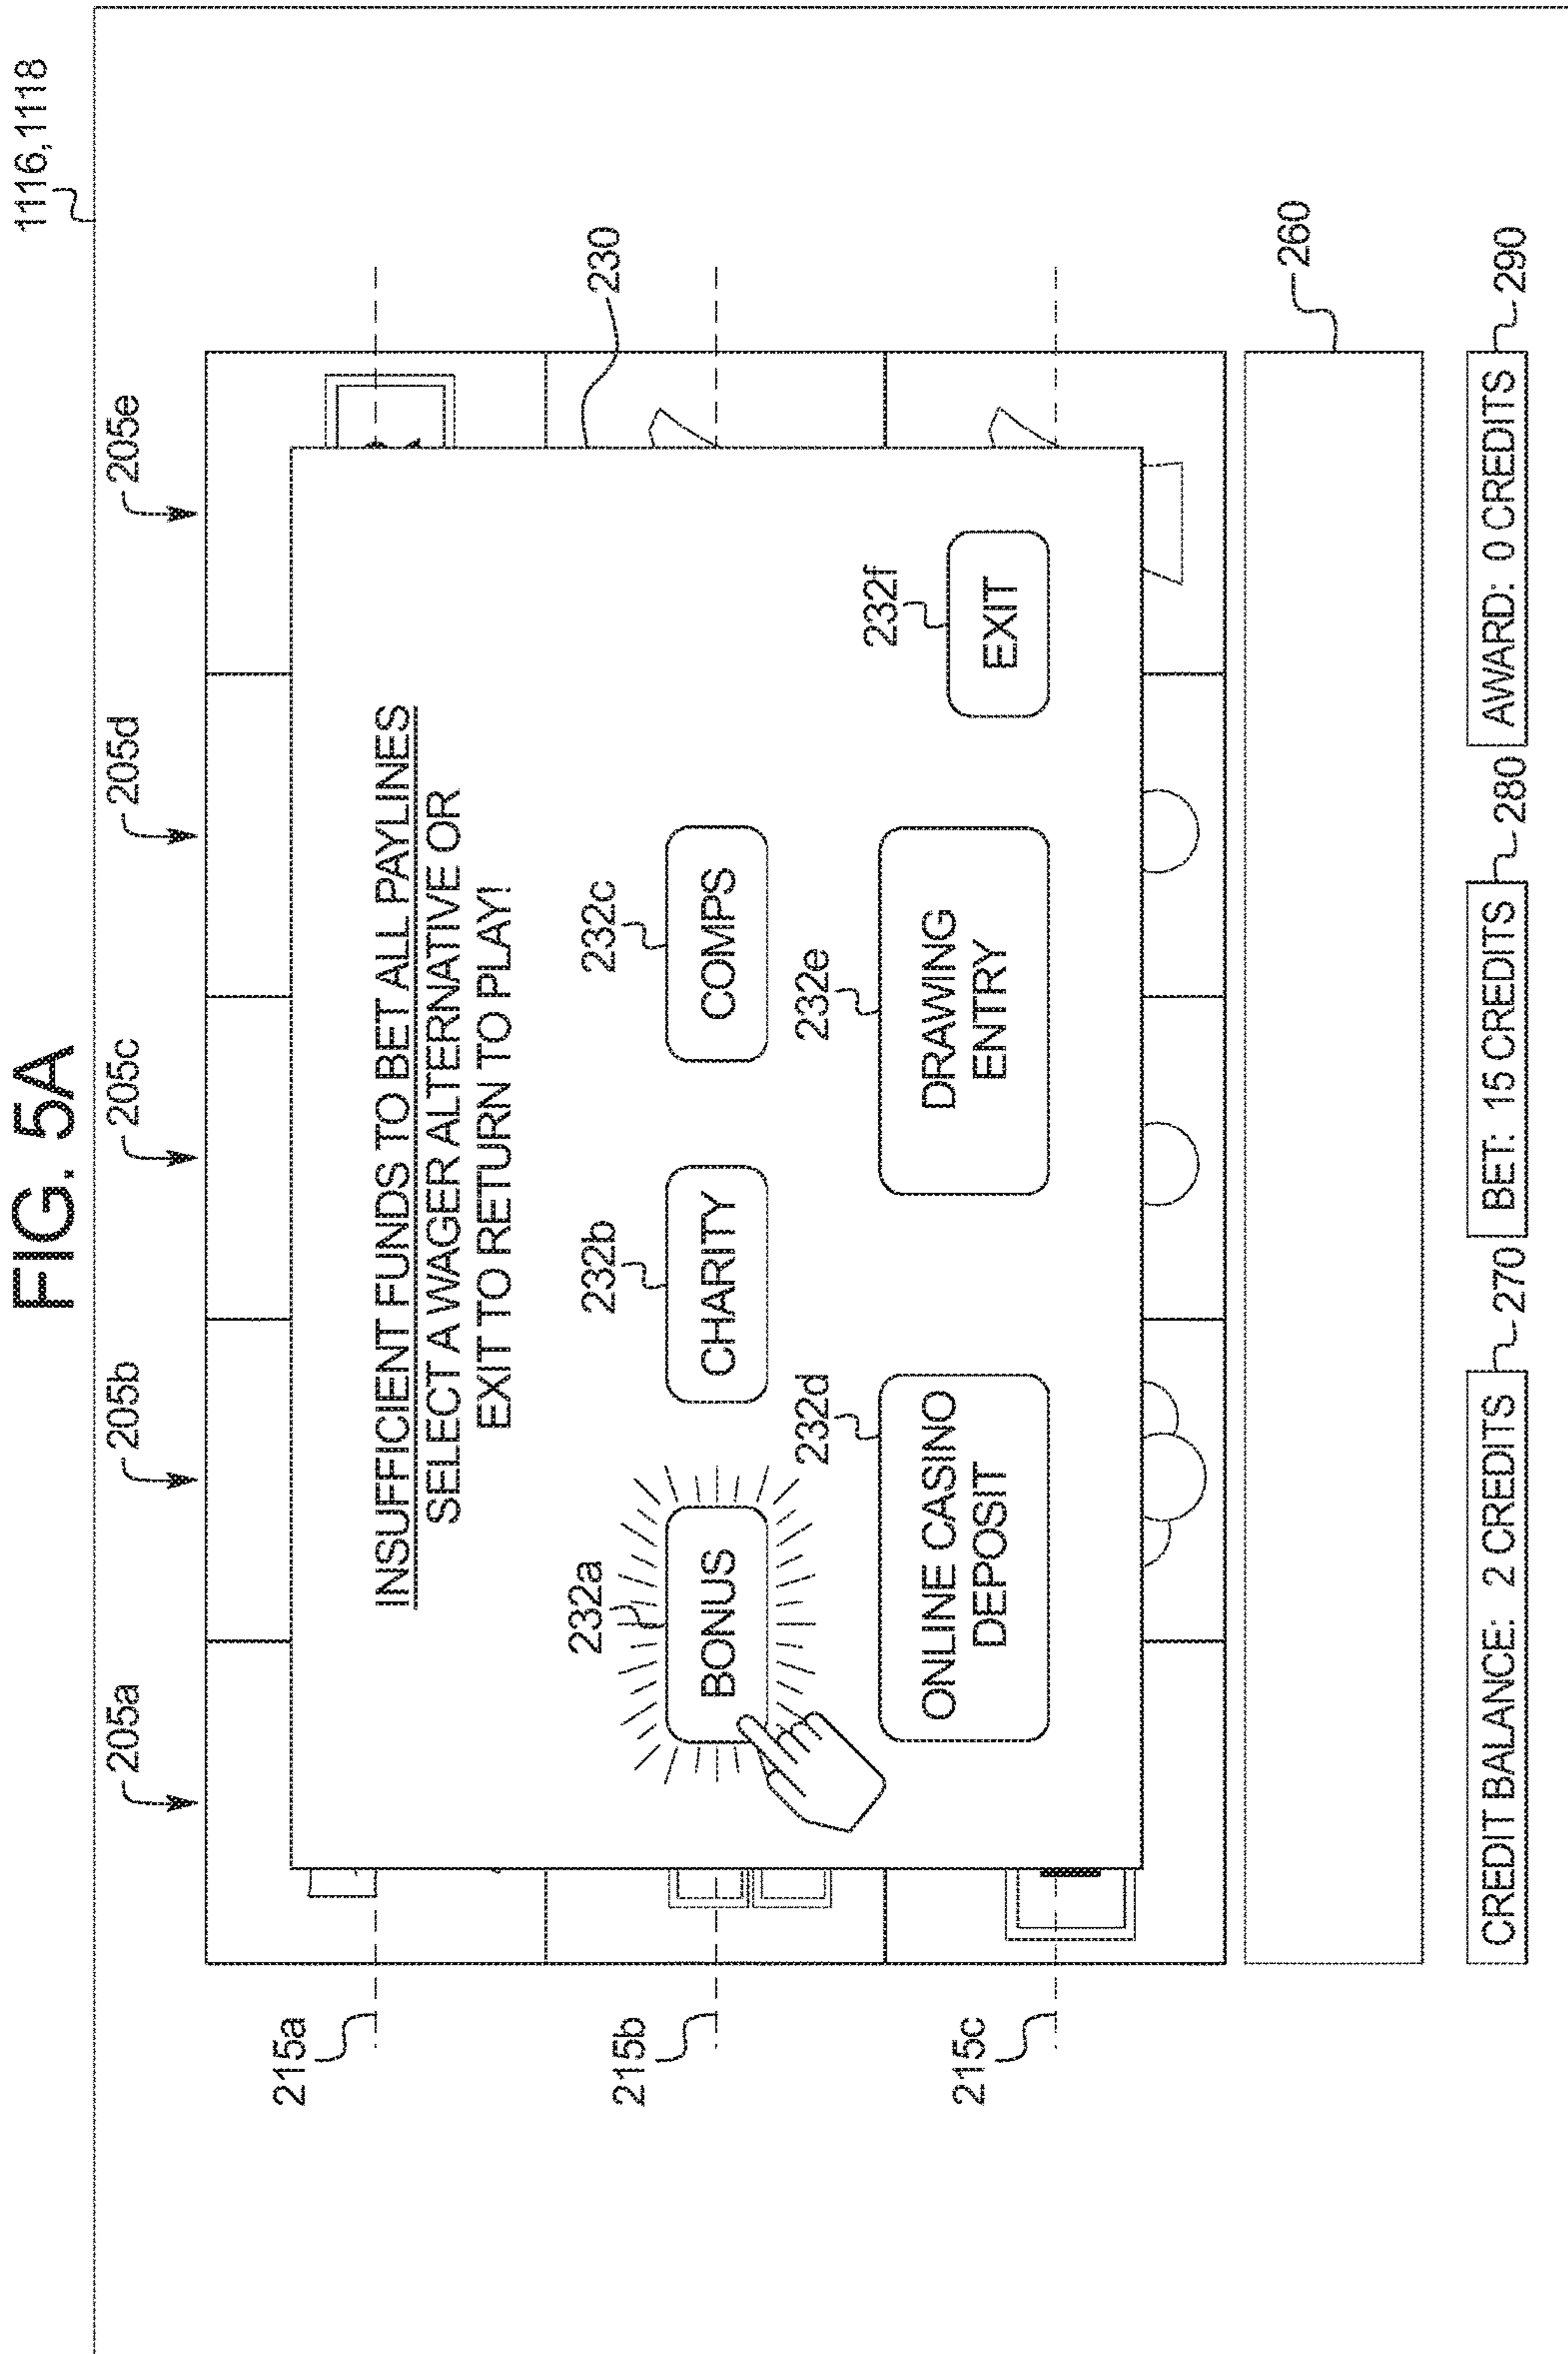 FIG. 5A
1116, 1118
205a
205b
205c
205d
205e
215a
INSUFFICIENT FUNDS TO BET ALL PAYLINES
SELECT A WAGER ALTERNATIVE OR
EXIT TO RETURN TO PLAY!
230
232a
232b
232c
215b
BONUS
CHARITY
COMPS
232d
232e
232f
215c
ONLINE CASINO
DEPOSIT
DRAWING
ENTRY
EXIT
260
CREDIT BALANCE: 2 CREDITS
270
BET: 15 CREDITS
280
AWARD: 0 CREDITS
290